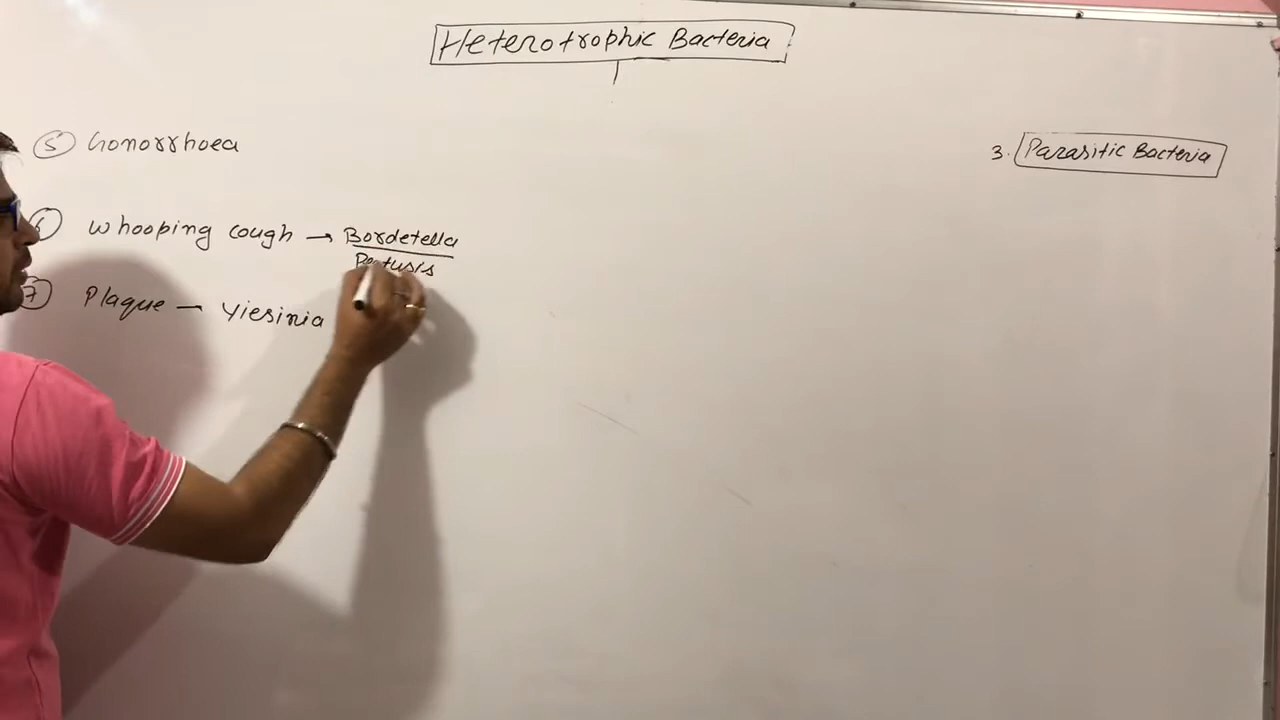 Heterotrophic Bacteria
5 Gonorrhoea
3. Parasitic Bacteria
6 Whooping cough → Bordetella
Pertusis
7 Plaque — Yiesinia